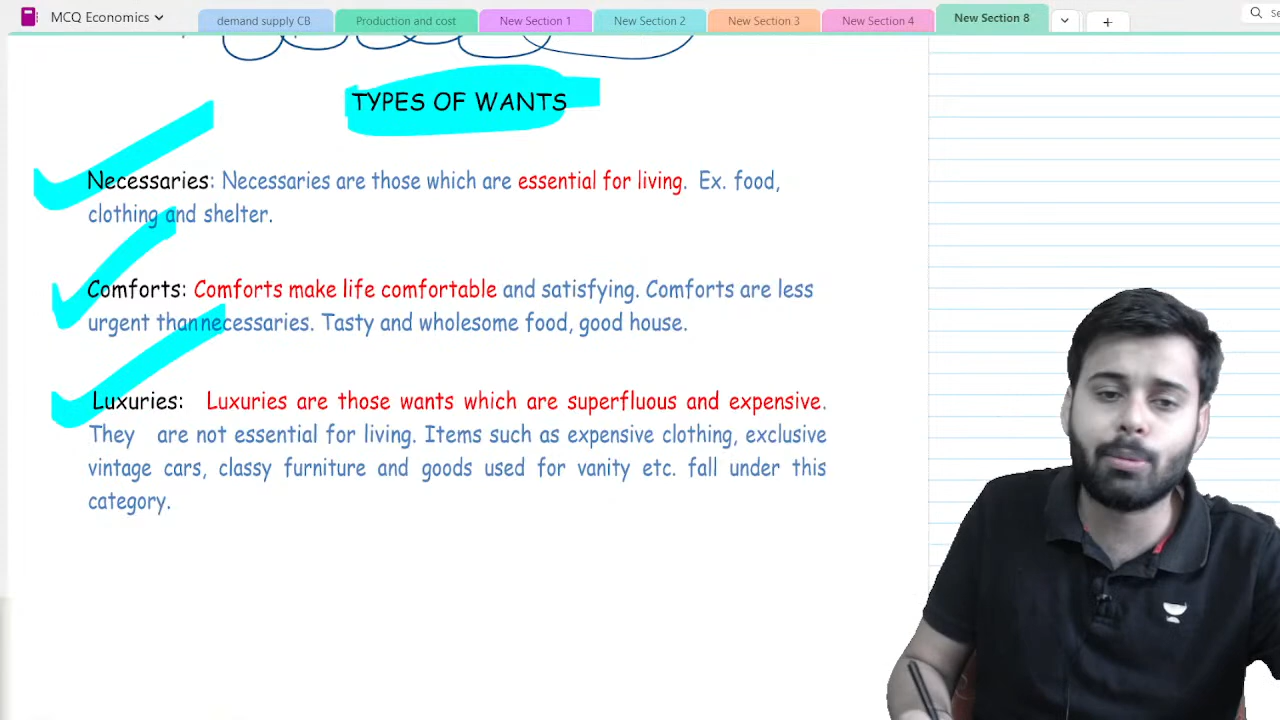 MCQ Economics
demand supply CB
Production and cost
New Section 1
New Section 2
New Section 3
New Section 4
New Section 8
TYPES OF WANTS
Necessaries: Necessaries are those which are essential for living. Ex. food,
clothing and shelter.
Comforts: Comforts make life comfortable and satisfying. Comforts are less
urgent than necessaries. Tasty and wholesome food, good house.
Luxuries: Luxuries are those wants which are superfluous and expensive.
They are not essential for living. Items such as expensive clothing, exclusive
vintage cars, classy furniture and goods used for vanity etc. fall under this
category.